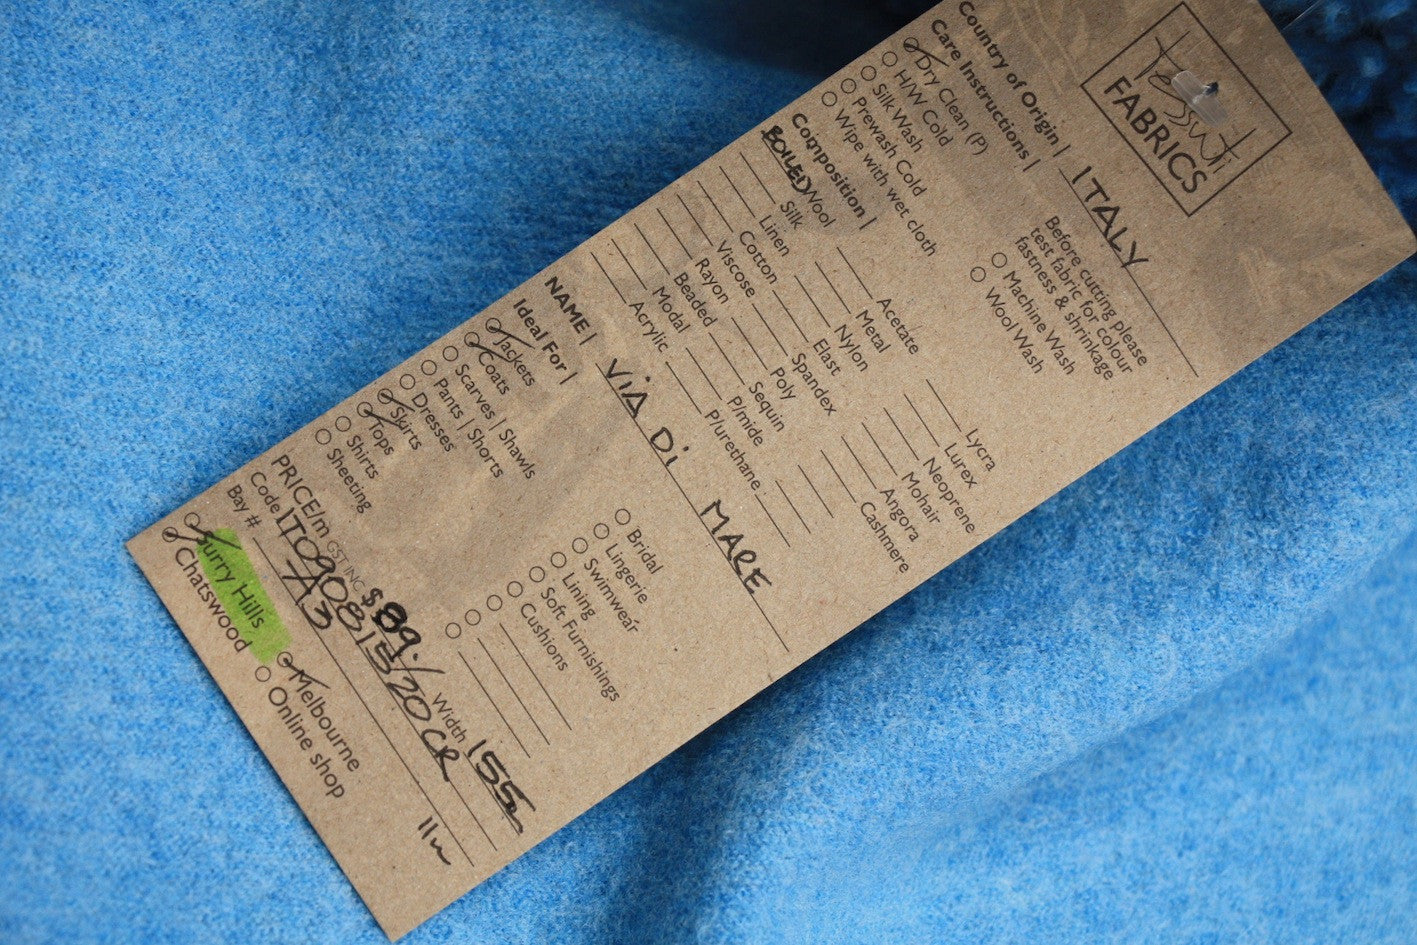 Tessuti
FABRICS
Country of Origin | ITALY
Care Instructions |
Dry Clean (P)
H/W Cold
Silk Wash
Prewash Cold
Wipe with wet cloth
Before cutting please
test fabric for colour
fastness & shrinkage
Machine Wash
Wool Wash
Composition |
BOILED Wool
Silk
Linen
Cotton
Viscose
Rayon
Beaded
Modal
Acrylic
Acetate
Metal
Nylon
Elast
Spandex
Poly
Sequin
P/mide
P/urethane
Lycra
Lurex
Neoprene
Mohair
Angora
Cashmere
NAME | ViA Di MARE
Ideal For |
Jackets
Coats
Scarves | Shawls
Pants | Shorts
Dresses
Skirts
Tops
Shirts
Sheeting
Bridal
Lingerie
Swimwear
Lining
Soft Furnishings
Cushions
PRICE/m GST INC $89./ Width 155
Code ITO9081520CR
Bay # A3
Surry Hills
Chatswood
Melbourne
Online shop